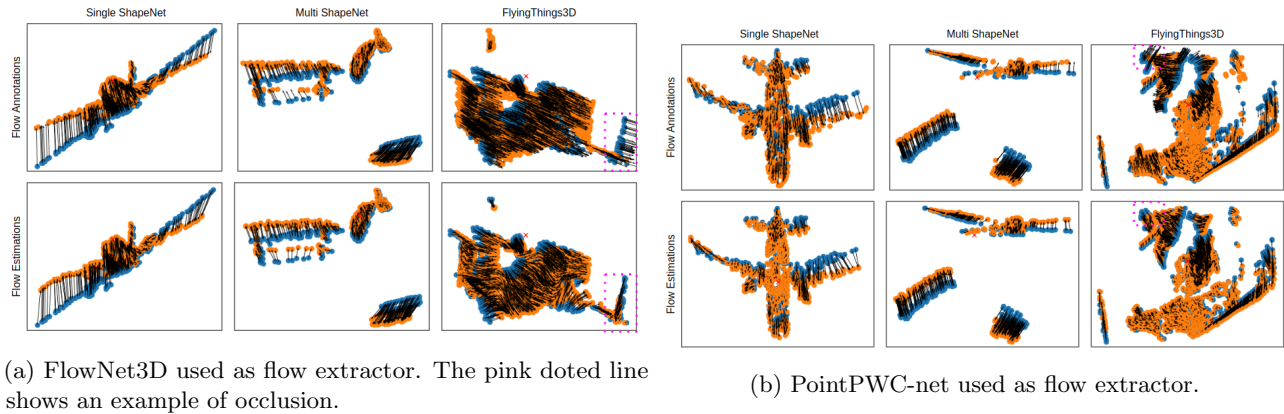 Single ShapeNet
Multi ShapeNet
FlyingThings3D
Flow Annotations
Flow Estimations
(a) FlowNet3D used as flow extractor. The pink doted line
shows an example of occlusion.
Single ShapeNet
Multi ShapeNet
FlyingThings3D
Flow Annotations
Flow Estimations
(b) PointPWC-net used as flow extractor.